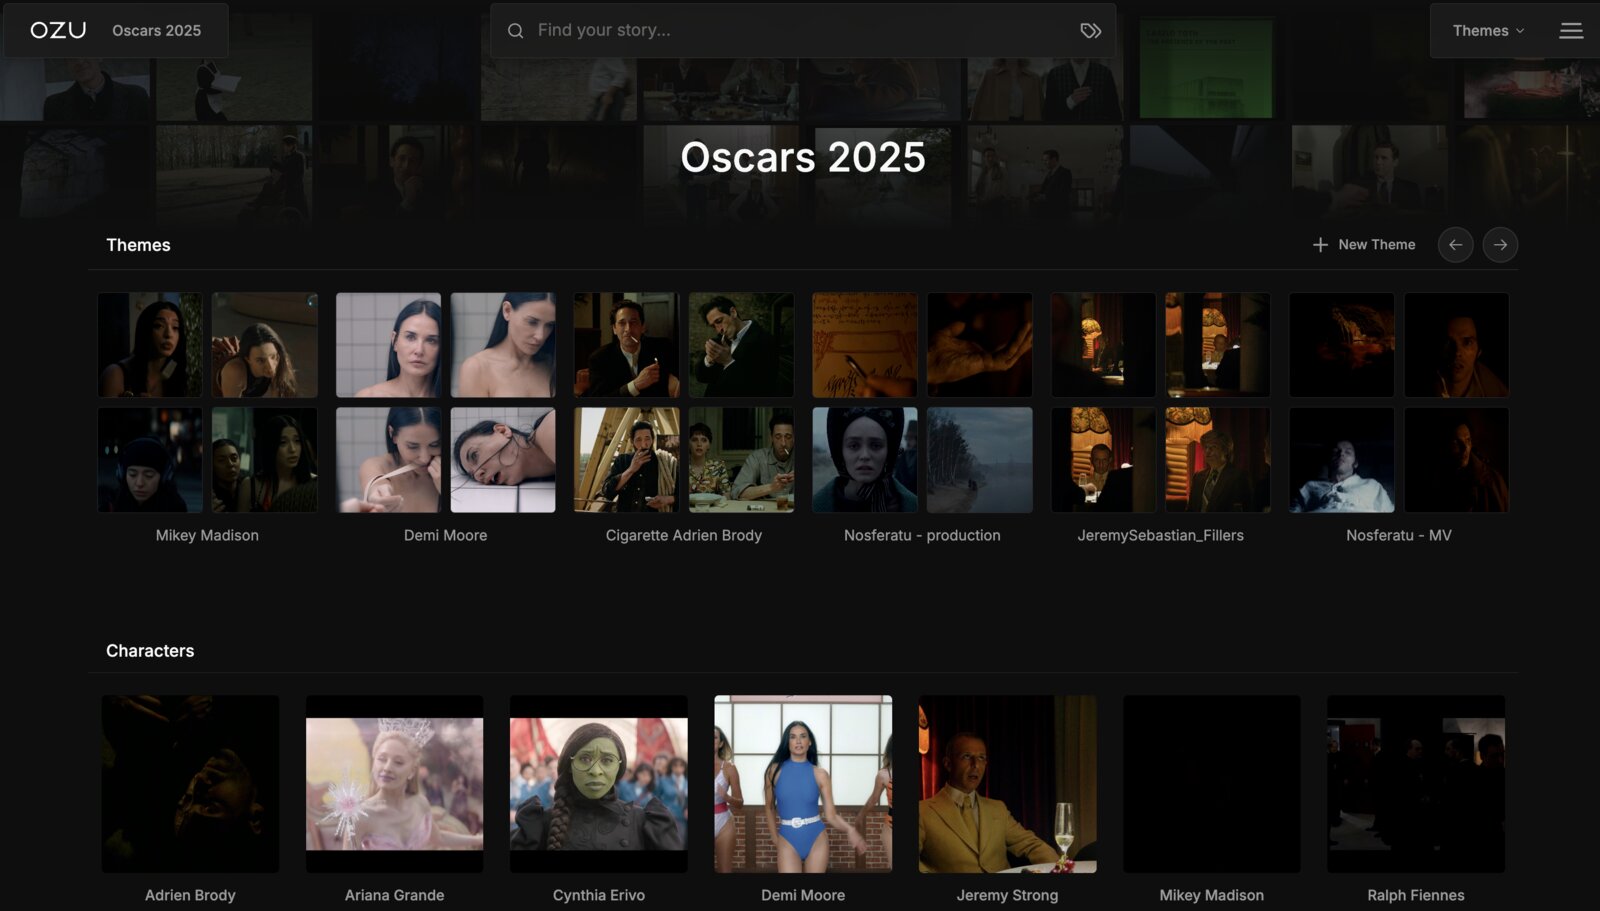 OZU
Oscars 2025
Find your story...
Themes
Oscars 2025
Themes
New Theme
Mikey Madison
Demi Moore
Cigarette Adrien Brody
Nosferatu - production
JeremySebastian_Fillers
Nosferatu - MV
Characters
Adrien Brody
Ariana Grande
Cynthia Erivo
Demi Moore
Jeremy Strong
Mikey Madison
Ralph Fiennes